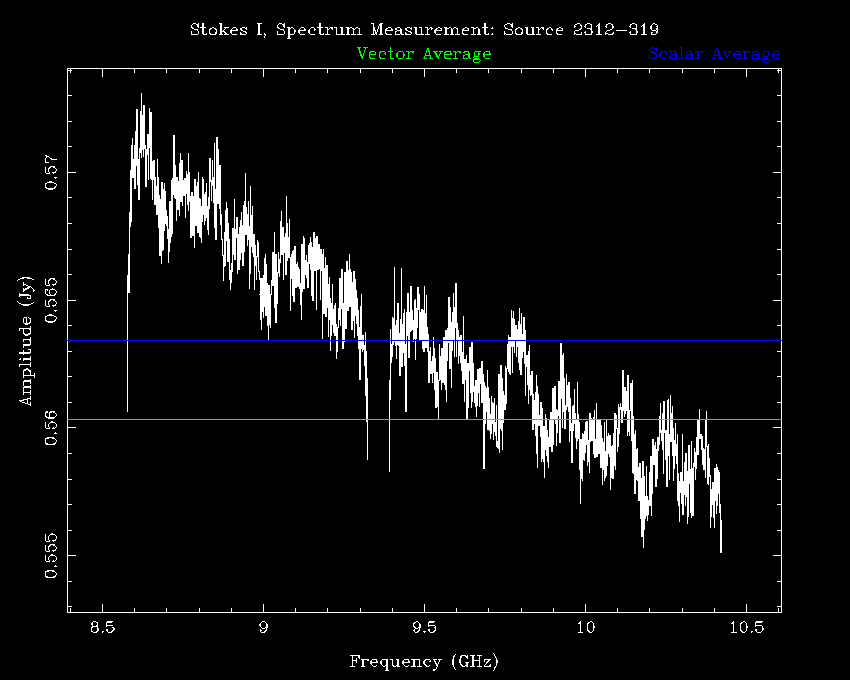 Stokes I, Spectrum Measurement: Source 2312-319
Vector Average
Scalar Average
Amplitude (Jy)
0.57
0.565
0.56
0.555
8.5
9
9.5
10
10.5
Frequency (GHz)